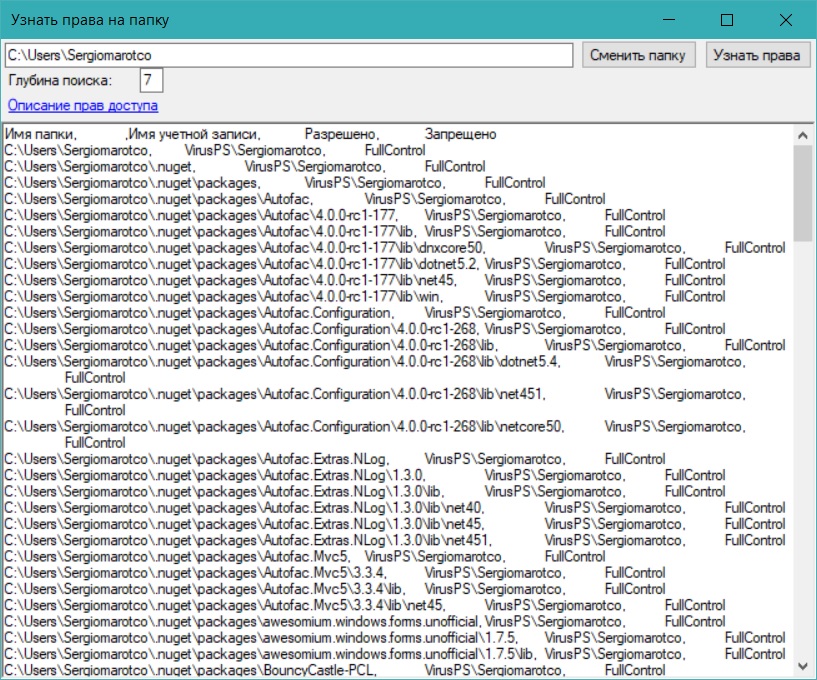 Узнать права на папку
C:\Users\Sergiomarotco Сменить папку Узнать права
Глубина поиска: 7
Описание прав доступа
Имя папки, ,Имя учетной записи, Разрешено, Запрещено
C:\Users\Sergiomarotco, VirusPS\Sergiomarotco, FullControl
C:\Users\Sergiomarotco\.nuget, VirusPS\Sergiomarotco, FullControl
C:\Users\Sergiomarotco\.nuget\packages, VirusPS\Sergiomarotco, FullControl
C:\Users\Sergiomarotco\.nuget\packages\Autofac, VirusPS\Sergiomarotco, FullControl
C:\Users\Sergiomarotco\.nuget\packages\Autofac\4.0.0-rc1-177, VirusPS\Sergiomarotco, FullControl
C:\Users\Sergiomarotco\.nuget\packages\Autofac\4.0.0-rc1-177\lib, VirusPS\Sergiomarotco, FullControl
C:\Users\Sergiomarotco\.nuget\packages\Autofac\4.0.0-rc1-177\lib\dnxcore50, VirusPS\Sergiomarotco, FullControl
C:\Users\Sergiomarotco\.nuget\packages\Autofac\4.0.0-rc1-177\lib\dotnet5.2, VirusPS\Sergiomarotco, FullControl
C:\Users\Sergiomarotco\.nuget\packages\Autofac\4.0.0-rc1-177\lib\net45, VirusPS\Sergiomarotco, FullControl
C:\Users\Sergiomarotco\.nuget\packages\Autofac\4.0.0-rc1-177\lib\win, VirusPS\Sergiomarotco, FullControl
C:\Users\Sergiomarotco\.nuget\packages\Autofac.Configuration, VirusPS\Sergiomarotco, FullControl
C:\Users\Sergiomarotco\.nuget\packages\Autofac.Configuration\4.0.0-rc1-268, VirusPS\Sergiomarotco, FullControl
C:\Users\Sergiomarotco\.nuget\packages\Autofac.Configuration\4.0.0-rc1-268\lib, VirusPS\Sergiomarotco, FullControl
C:\Users\Sergiomarotco\.nuget\packages\Autofac.Configuration\4.0.0-rc1-268\lib\dotnet5.4, VirusPS\Sergiomarotco,
FullControl
C:\Users\Sergiomarotco\.nuget\packages\Autofac.Configuration\4.0.0-rc1-268\lib\net451, VirusPS\Sergiomarotco,
FullControl
C:\Users\Sergiomarotco\.nuget\packages\Autofac.Configuration\4.0.0-rc1-268\lib\netcore50, VirusPS\Sergiomarotco,
FullControl
C:\Users\Sergiomarotco\.nuget\packages\Autofac.Extras.NLog, VirusPS\Sergiomarotco, FullControl
C:\Users\Sergiomarotco\.nuget\packages\Autofac.Extras.NLog\1.3.0, VirusPS\Sergiomarotco, FullControl
C:\Users\Sergiomarotco\.nuget\packages\Autofac.Extras.NLog\1.3.0\lib, VirusPS\Sergiomarotco, FullControl
C:\Users\Sergiomarotco\.nuget\packages\Autofac.Extras.NLog\1.3.0\lib\net40, VirusPS\Sergiomarotco, FullControl
C:\Users\Sergiomarotco\.nuget\packages\Autofac.Extras.NLog\1.3.0\lib\net45, VirusPS\Sergiomarotco, FullControl
C:\Users\Sergiomarotco\.nuget\packages\Autofac.Extras.NLog\1.3.0\lib\net451, VirusPS\Sergiomarotco, FullControl
C:\Users\Sergiomarotco\.nuget\packages\Autofac.Mvc5, VirusPS\Sergiomarotco, FullControl
C:\Users\Sergiomarotco\.nuget\packages\Autofac.Mvc5\3.3.4, VirusPS\Sergiomarotco, FullControl
C:\Users\Sergiomarotco\.nuget\packages\Autofac.Mvc5\3.3.4\lib, VirusPS\Sergiomarotco, FullControl
C:\Users\Sergiomarotco\.nuget\packages\Autofac.Mvc5\3.3.4\lib\net45, VirusPS\Sergiomarotco, FullControl
C:\Users\Sergiomarotco\.nuget\packages\awesomium.windows.forms.unofficial, VirusPS\Sergiomarotco, FullControl
C:\Users\Sergiomarotco\.nuget\packages\awesomium.windows.forms.unofficial\1.7.5, VirusPS\Sergiomarotco, FullControl
C:\Users\Sergiomarotco\.nuget\packages\awesomium.windows.forms.unofficial\1.7.5\lib, VirusPS\Sergiomarotco, FullControl
C:\Users\Sergiomarotco\.nuget\packages\BouncyCastle-PCL, VirusPS\Sergiomarotco, FullControl